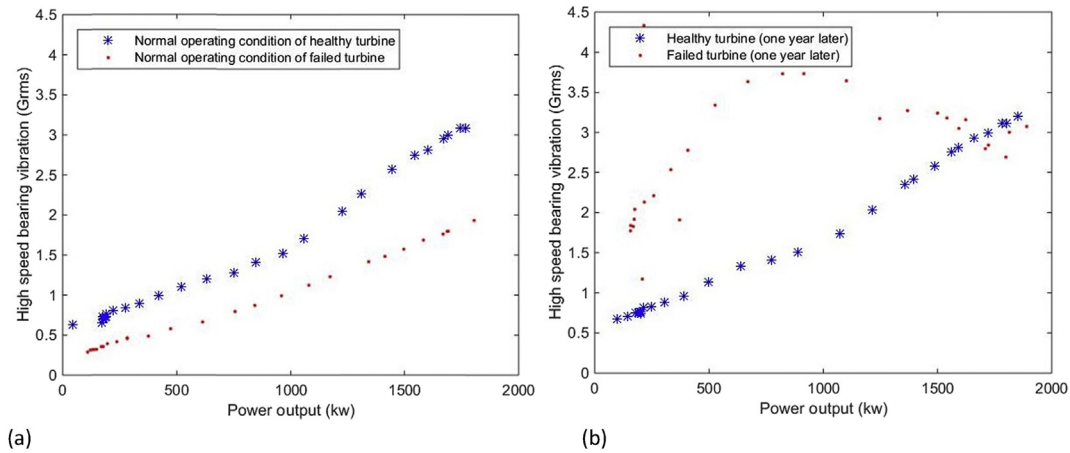 4.5
4
3.5
3
2.5
2
1.5
1
0.5
0
High speed bearing vibration (Grms)
Normal operating condition of healthy turbine
Normal operating condition of failed turbine
0 500 1000 1500 2000
Power output (kw)
(a)
4.5
4
3.5
3
2.5
2
1.5
1
0.5
0
High speed bearing vibration (Grms)
Healthy turbine (one year later)
Failed turbine (one year later)
0 500 1000 1500 2000
Power output (kw)
(b)